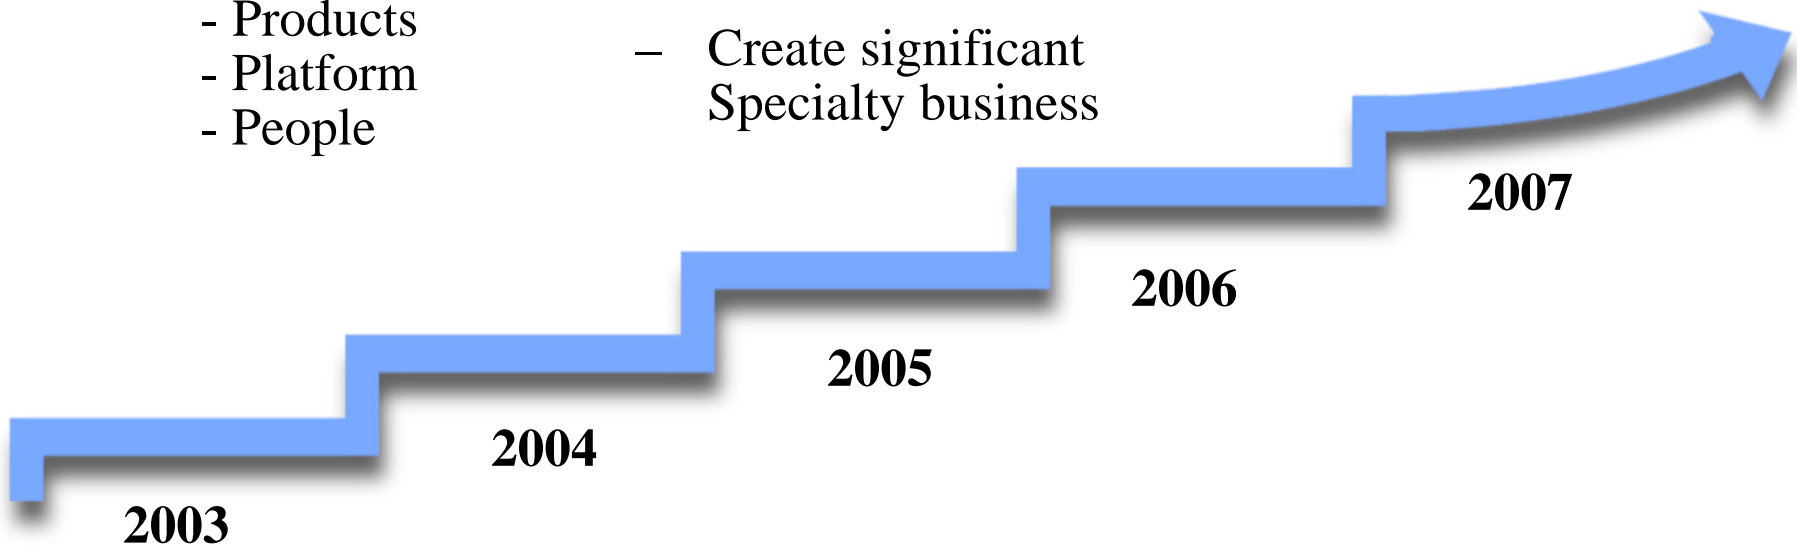 - Products
- Platform
- People
– Create significant
Specialty business
2007
2006
2005
2004
2003